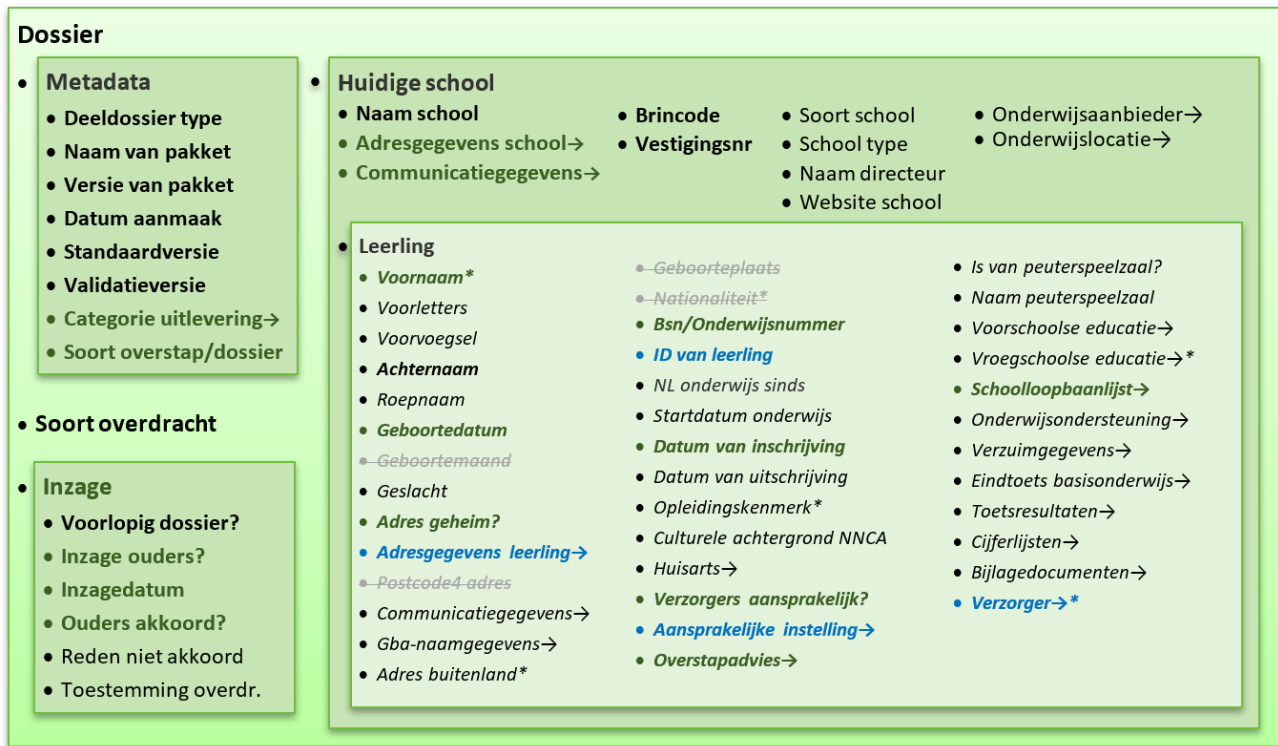 Dossier
• Metadata
• Deeldossier type
• Naam van pakket
• Versie van pakket
• Datum aanmaak
• Standaardversie
• Validatieversie
• Categorie uitlevering→
• Soort overstap/dossier
• Soort overdracht
• Inzage
• Voorlopig dossier?
• Inzage ouders?
• Inzagedatum
• Ouders akkoord?
• Reden niet akkoord
• Toestemming overdr.
• Huidige school
• Naam school
• Adresgegevens school→
• Communicatiegegevens→
• Brincode
• Vestigingsnr
• Soort school
• School type
• Naam directeur
• Website school
• Onderwijsaanbieder→
• Onderwijslocatie→
• Leerling
• Voornaam*
• Voorletters
• Voorvoegsel
• Achternaam
• Roepnaam
• Geboortedatum
• Geboortemaand
• Geslacht
• Adres geheim?
• Adresgegevens leerling→
• Postcode4 adres
• Communicatiegegevens→
• Gba-naamgegevens→
• Adres buitenland*
• Geboorteplaats
• Nationaliteit*
• Bsn/Onderwijsnummer
• ID van leerling
• NL onderwijs sinds
• Startdatum onderwijs
• Datum van inschrijving
• Datum van uitschrijving
• Opleidingskenmerk*
• Culturele achtergrond NNCA
• Huisarts→
• Verzorgers aansprakelijk?
• Aansprakelijke instelling→
• Overstapadvies→
• Is van peuterspeelzaal?
• Naam peuterspeelzaal
• Voorschoolse educatie→
• Vroegschoolse educatie→*
• Schoolloopbaanlijst→
• Onderwijsondersteuning→
• Verzuimgegevens→
• Eindtoets basisonderwijs→
• Toetsresultaten→
• Cijferlijsten→
• Bijlagedocumenten→
• Verzorger→*